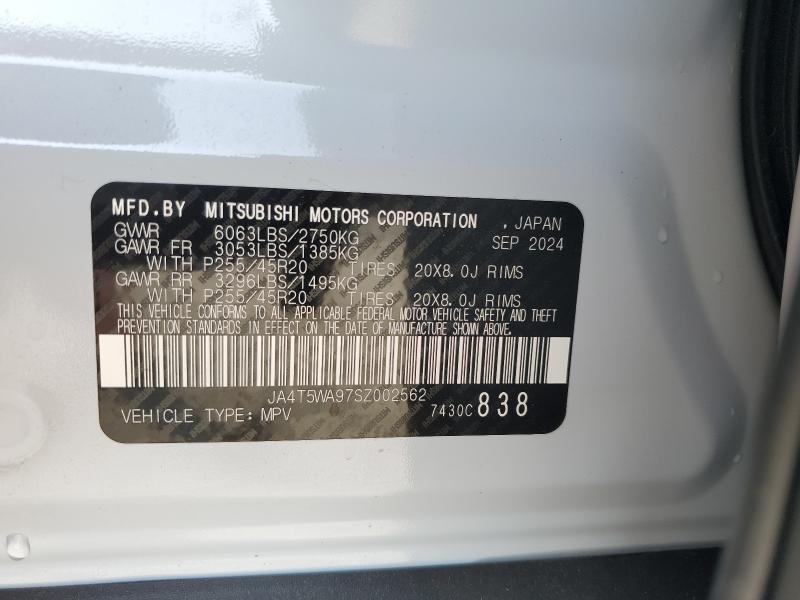 MFD.BY MITSUBISHI MOTORS CORPORATION , JAPAN
GVWR 6063LBS/2750KG SEP 2024
GAWR FR 3053LBS/1385KG
WITH P255/45R20 TIRES 20X8.0J RIMS
GAWR RR 3296LBS/1495KG
WITH P255/45R20 TIRES 20X8.0J RIMS
THIS VEHICLE CONFORMS TO ALL APPLICABLE FEDERAL MOTOR VEHICLE SAFETY AND THEFT
PREVENTION STANDARDS IN EFFECT ON THE DATE OF MANUFACTURE SHOWN ABOVE.
JA4T5WA97SZ002562
VEHICLE TYPE: MPV 7430C 838